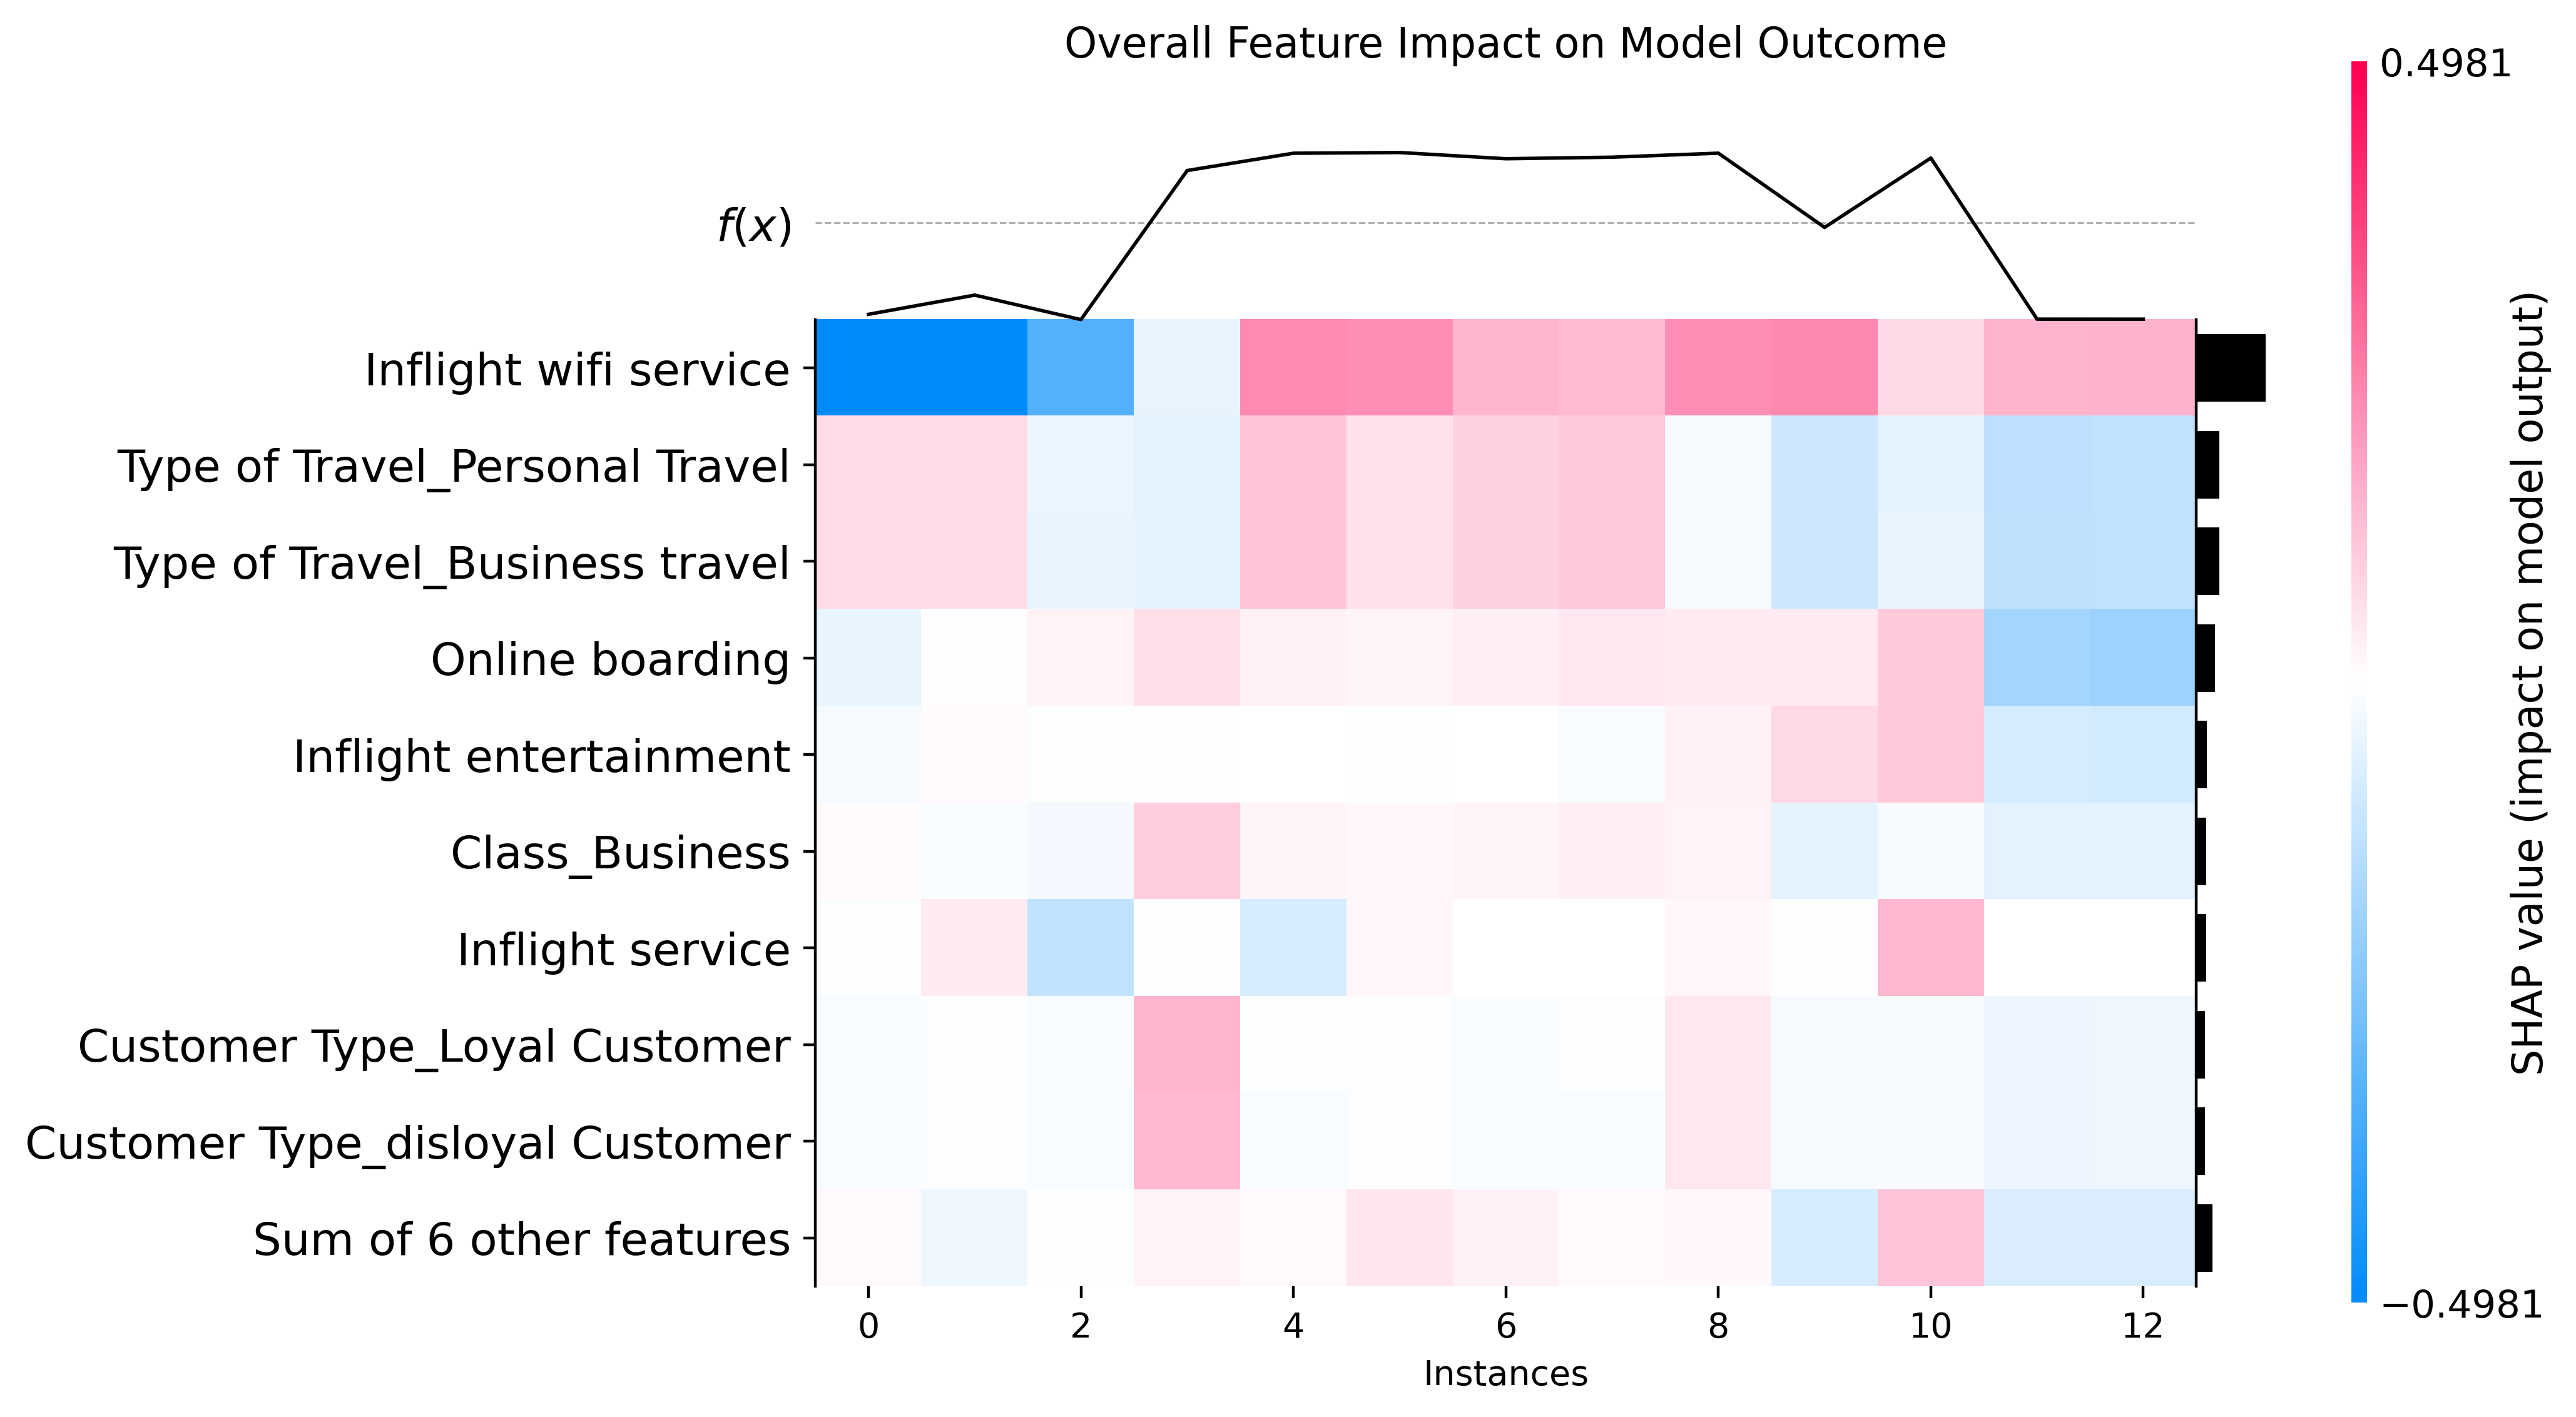 Overall Feature Impact on Model Outcome
0.4981
f(x)
Inflight wifi service
Type of Travel_Personal Travel
Type of Travel_Business travel
Online boarding
Inflight entertainment
Class_Business
Inflight service
Customer Type_Loyal Customer
Customer Type_disloyal Customer
Sum of 6 other features
SHAP value (impact on model output)
−0.4981
0 2 4 6 8 10 12
Instances